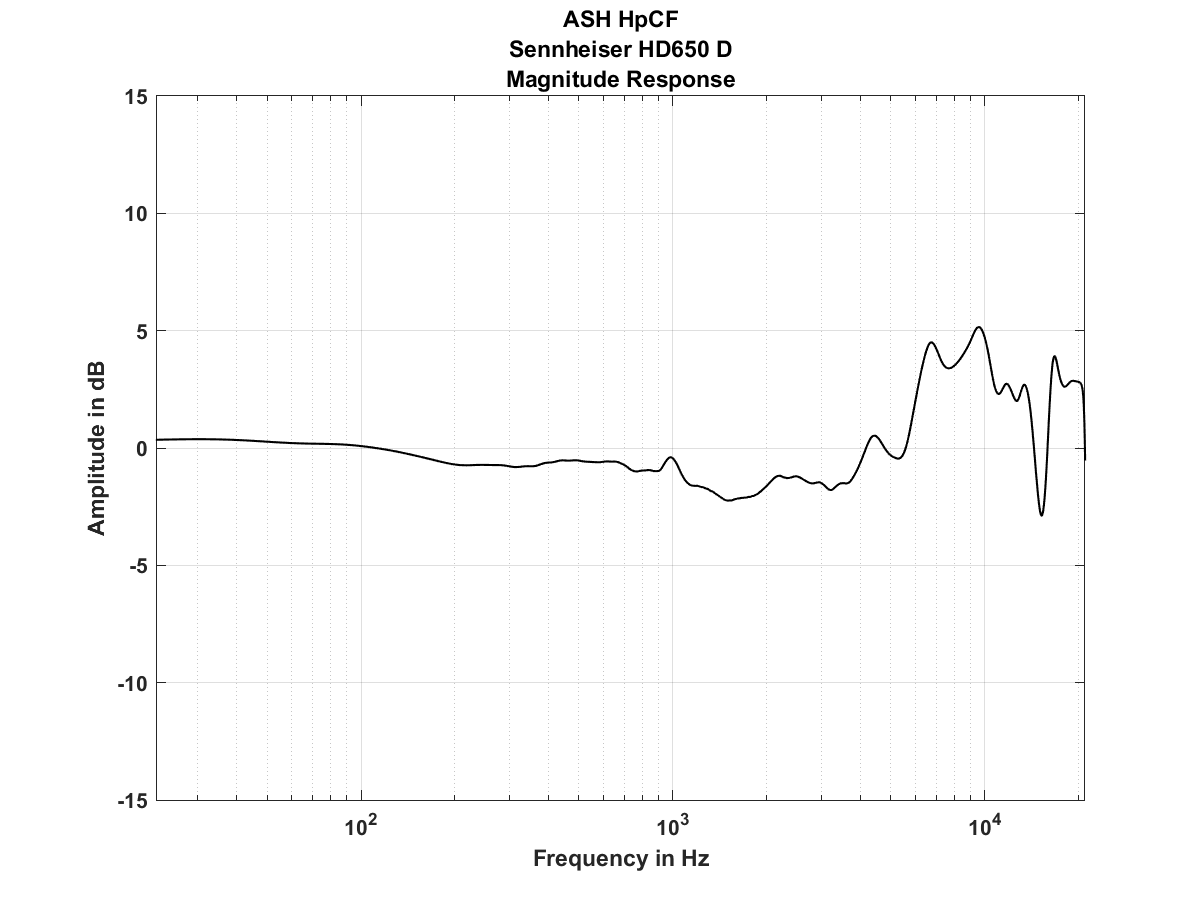 ASH HpCF
Sennheiser HD650 D
Magnitude Response
15
10
5
0
-5
-10
-15
Amplitude in dB
10²
10³
10⁴
Frequency in Hz